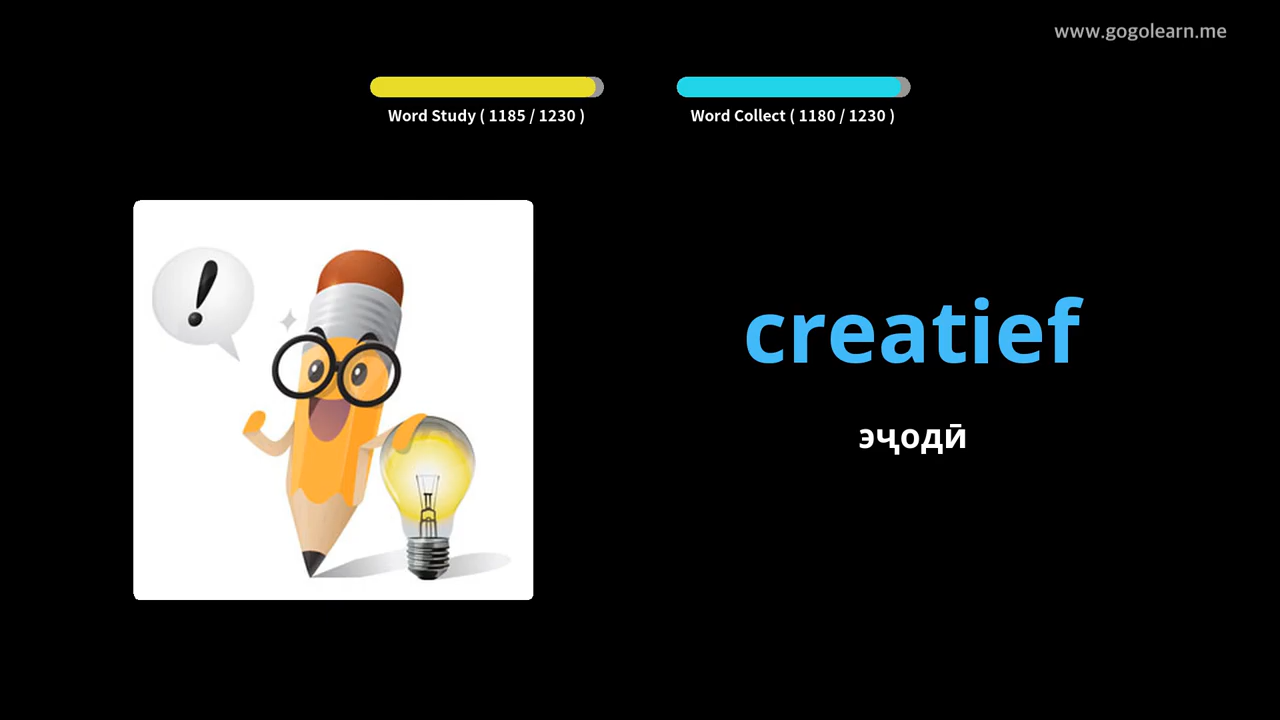 www.gogolearn.me
Word Study ( 1185 / 1230 )
Word Collect ( 1180 / 1230 )
!
creatief
эҷодӣ